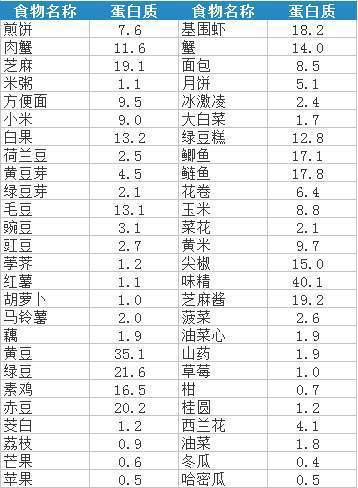 食物名称 蛋白质 食物名称 蛋白质
煎饼 7.6 基围虾 18.2
肉蟹 11.6 蟹 14.0
芝麻 19.1 面包 8.5
米粥 1.1 月饼 5.1
方便面 9.5 冰激凌 2.4
小米 9.0 大白菜 1.7
白果 13.2 绿豆糕 12.8
荷兰豆 2.5 鲫鱼 17.1
黄豆芽 4.5 鲢鱼 17.8
绿豆芽 2.1 花卷 6.4
毛豆 13.1 玉米 8.8
豌豆 3.1 菜花 2.1
豇豆 2.7 黄米 9.7
荸荠 1.2 尖椒 15.0
红薯 1.1 味精 40.1
胡萝卜 1.0 芝麻酱 19.2
马铃薯 2.0 菠菜 2.6
藕 1.9 油菜心 1.9
黄豆 35.1 山药 1.9
绿豆 21.6 草莓 1.0
素鸡 16.5 柑 0.7
赤豆 20.2 桂圆 1.2
茭白 1.2 西兰花 4.1
荔枝 0.9 油菜 1.8
芒果 0.6 冬瓜 0.4
苹果 0.5 哈密瓜 0.5